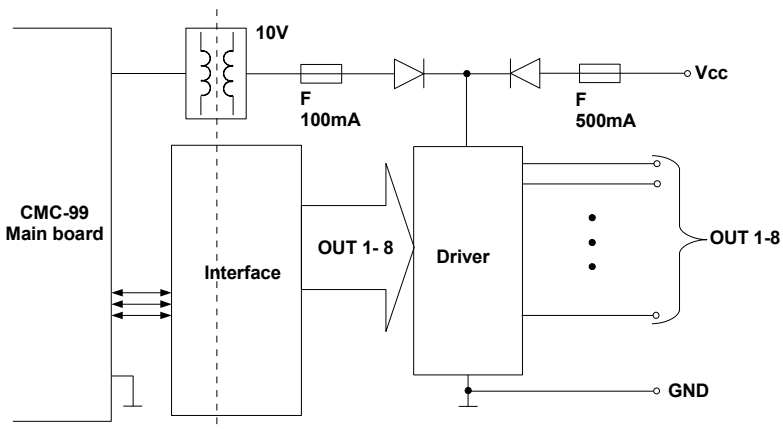 10V
Vcc
F
100mA
F
500mA
CMC-99
Main board
Interface
OUT 1- 8
Driver
OUT 1-8
GND